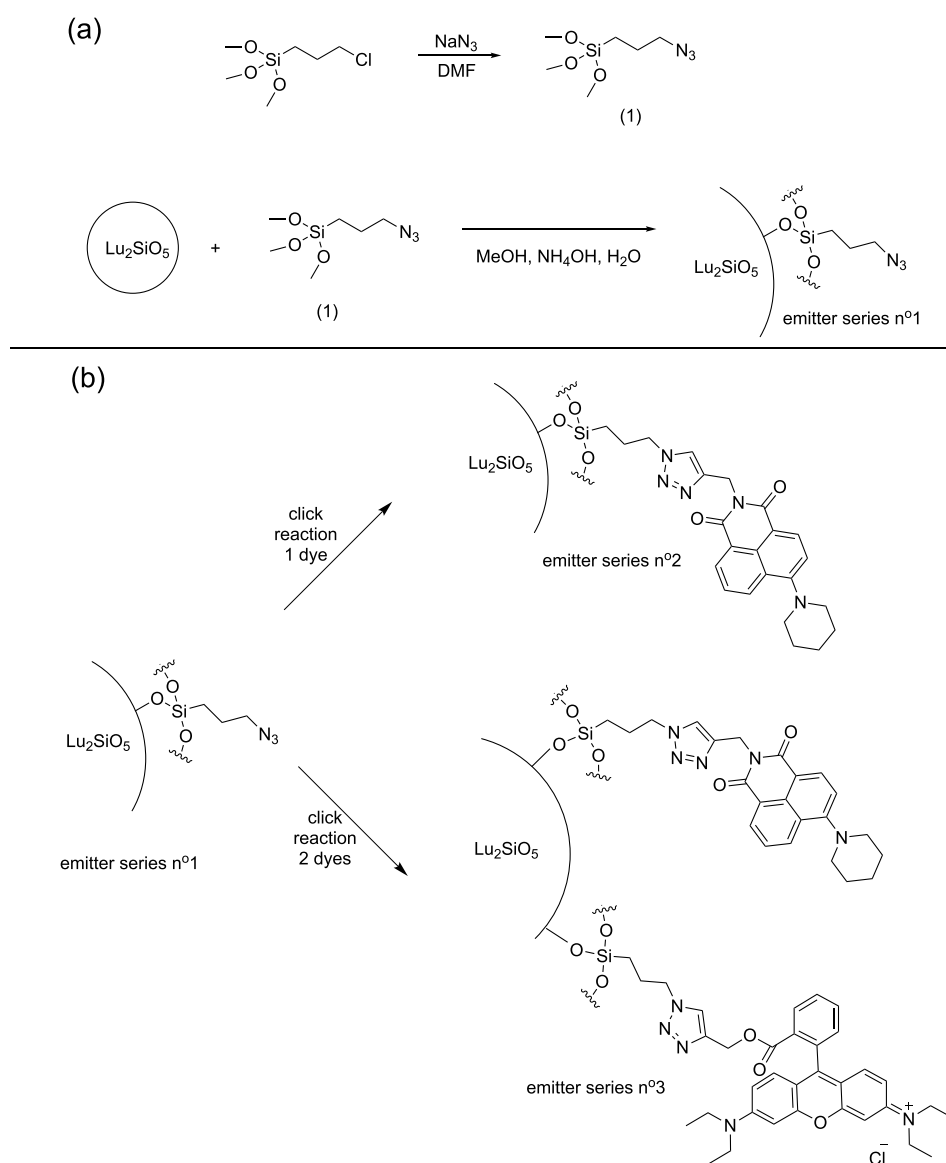 (a)
O Si Cl
O O
NaN₃
DMF
O Si N₃
O O
(1)
Lu₂SiO₅
+
O Si N₃
O O
(1)
MeOH, NH₄OH, H₂O
O
O Si
O N₃
Lu₂SiO₅
emitter series nº1
(b)
click
reaction
1 dye
O
O Si
O
Lu₂SiO₅
N
N N
O
N
O
N
emitter series nº2
O
O Si
O
N₃
Lu₂SiO₅
emitter series nº1
click
reaction
2 dyes
O
O Si
O
N
N N
O
N
O
N
Lu₂SiO₅
O
O Si
O
N
N
N
O
O
N O N
+
Cl
−
emitter series nº3